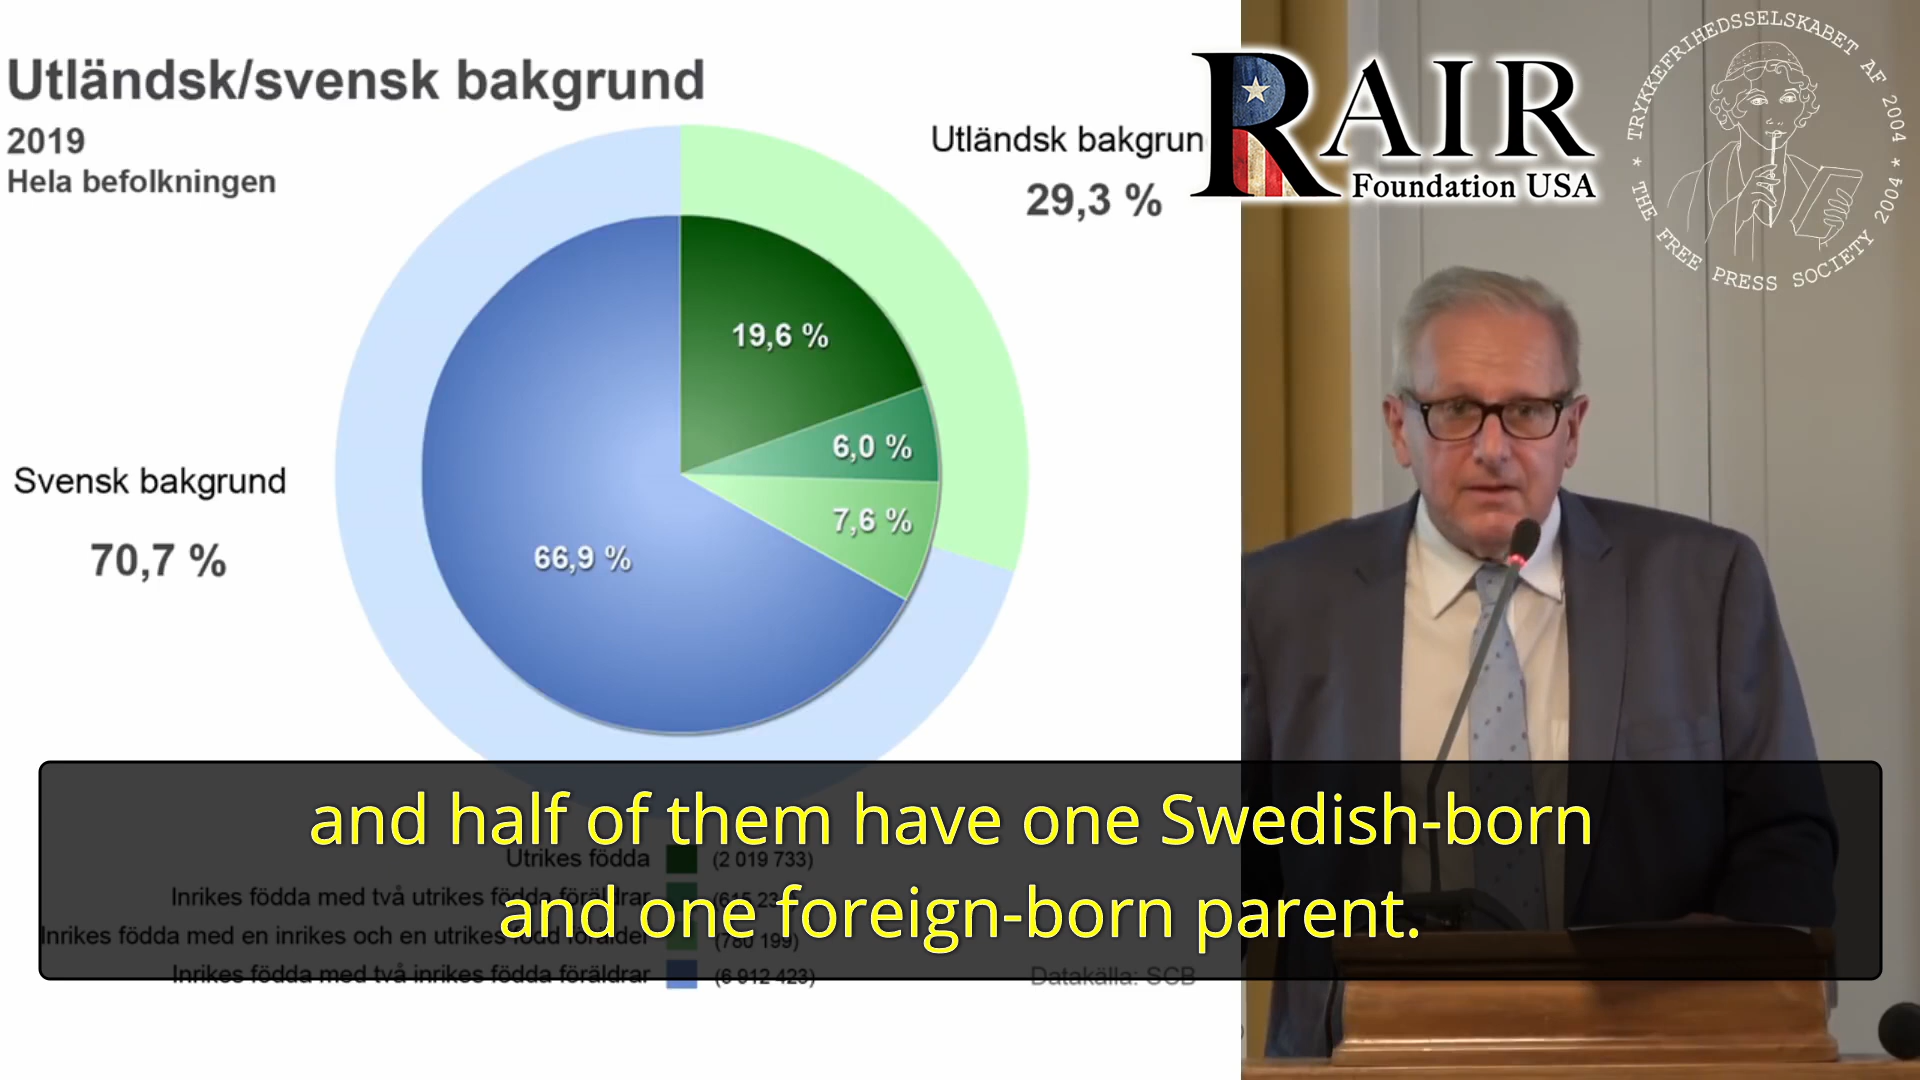 Utländsk/svensk bakgrund
2019
Hela befolkningen
Utländsk bakgrun
29,3 %
19,6 %
6,0 %
7,6 %
66,9 %
Svensk bakgrund
70,7 %
RAIR
Foundation USA
TRYKKEFRIHEDSSELSKABET AF 2004 * THE FREE PRESS SOCIETY 2004 *
and half of them have one Swedish-born
and one foreign-born parent.
Utrikes födda (2 019 733)
Inrikes födda med två utrikes födda föräldrar
Inrikes födda med en inrikes och en utrikes född förälder (780 199)
Inrikes födda med två inrikes födda föräldrar (6 912 423)
Datakälla: SCB